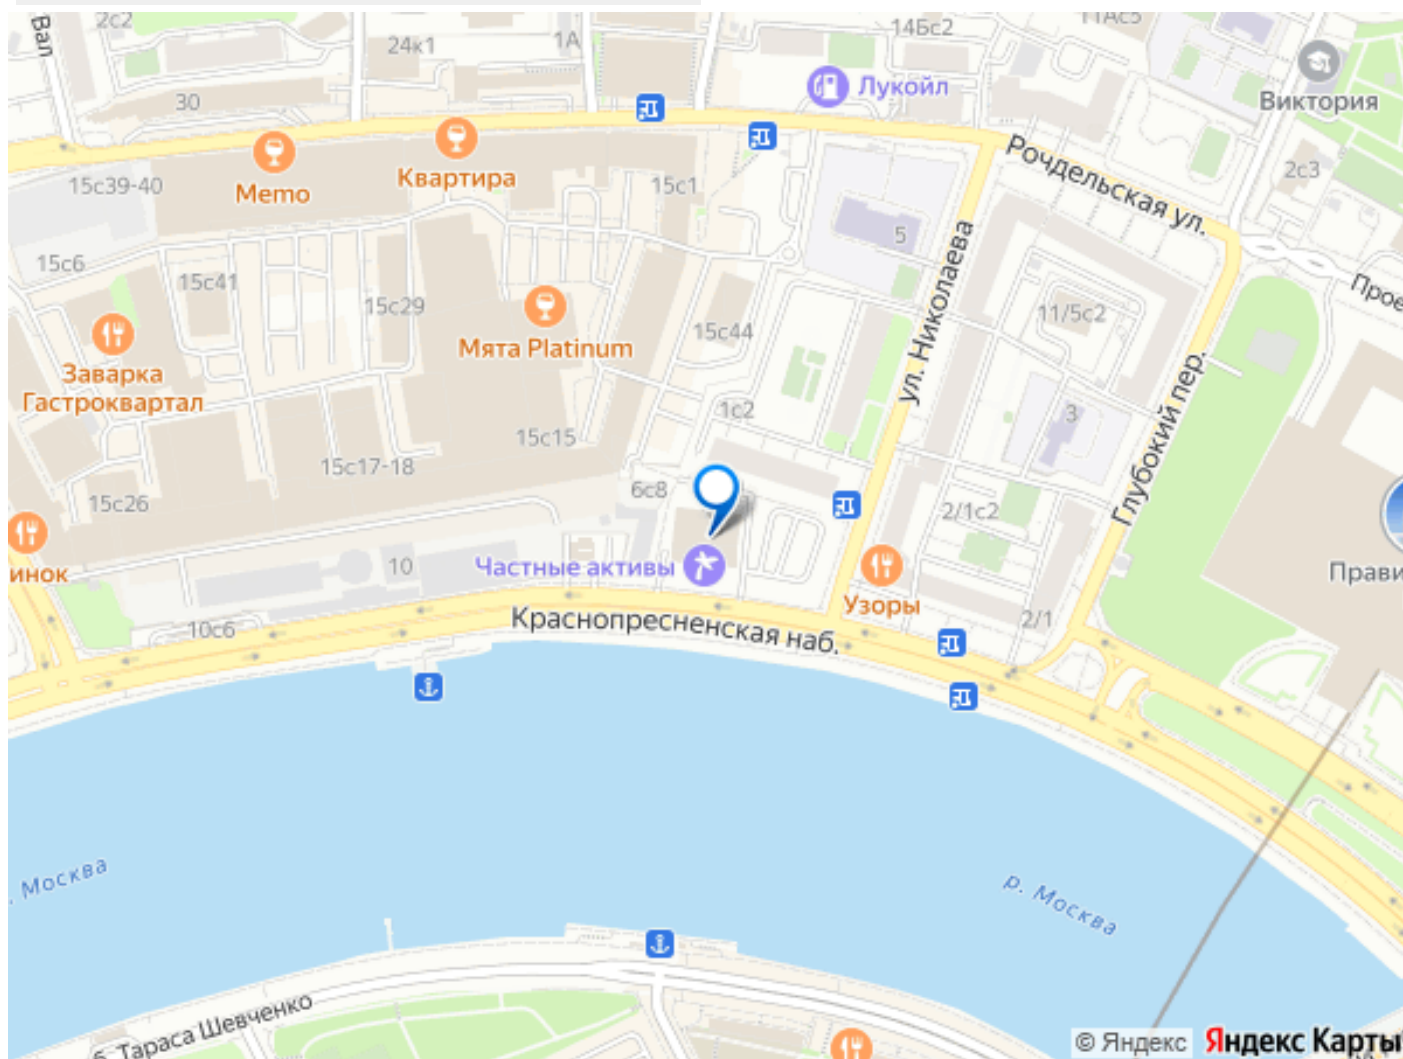 Вал
2с2
24к1
1А
14Бс2
11Ас5
Лукойл
Виктория
30
Memo
Квартира
15с39-40
15с1
Рочдельская ул.
2с3
5
15с6
15с41
15с29
Мята Platinum
15с44
ул. Николаева
11/5с2
Прое
Заварка
Гастроквартал
1с2
3
Глубокий пер.
15с15
15с17-18
15с26
6с8
2/1с2
инок
10
Частные активы
Узоры
Прави
10с6
Краснопресненская наб.
2/1
Москва
р. Москва
б. Тараса Шевченко
© Яндекс
Яндекс Карты